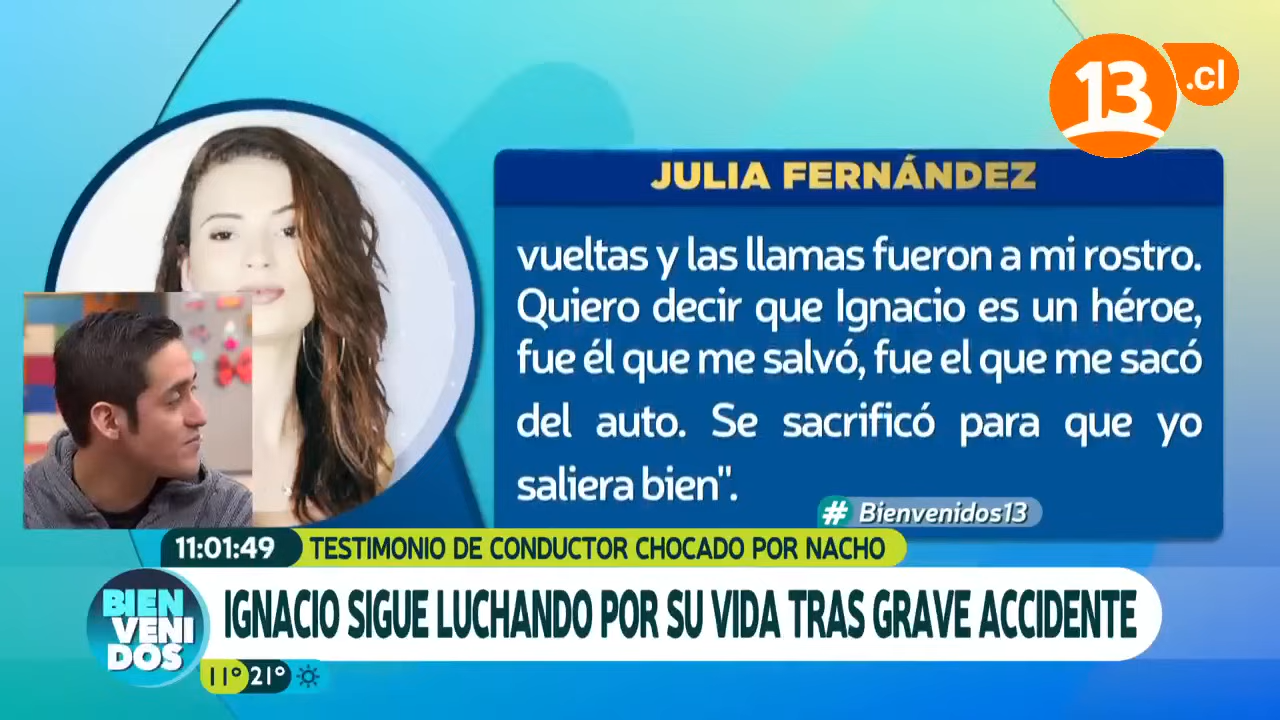 13
.cl
JULIA FERNÁNDEZ
vueltas y las llamas fueron a mi rostro.
Quiero decir que Ignacio es un héroe,
fue él que me salvó, fue el que me sacó
del auto. Se sacrificó para que yo
saliera bien".
# Bienvenidos13
11:01:49 TESTIMONIO DE CONDUCTOR CHOCADO POR NACHO
BIEN
VENI
DOS
IGNACIO SIGUE LUCHANDO POR SU VIDA TRAS GRAVE ACCIDENTE
11° 21°